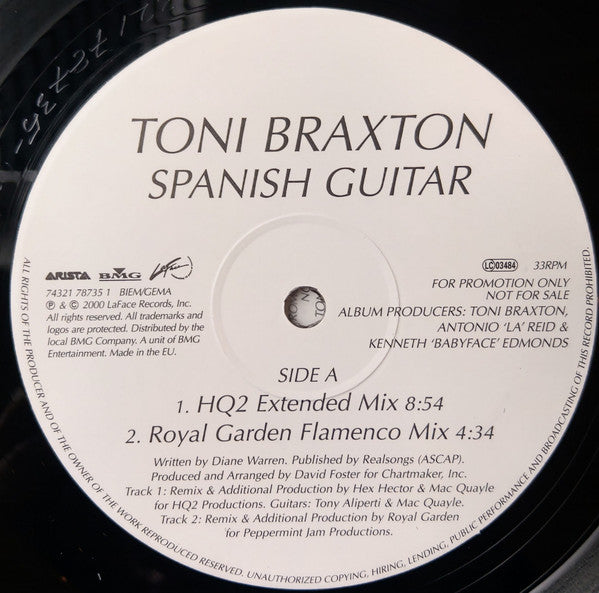 TONI BRAXTON
SPANISH GUITAR
ARISTA BMG LaFace
74321 78735 1 BIEM/GEMA
℗ & © 2000 LaFace Records, Inc.
All rights reserved. All trademarks and
logos are protected. Distributed by the
local BMG Company. A unit of BMG
Entertainment. Made in the EU.
LC 03484 33RPM
FOR PROMOTION ONLY
NOT FOR SALE
ALBUM PRODUCERS: TONI BRAXTON,
ANTONIO ‘LA’ REID &
KENNETH ‘BABYFACE’ EDMONDS
SIDE A
1. HQ2 Extended Mix 8:54
2. Royal Garden Flamenco Mix 4:34
Written by Diane Warren. Published by Realsongs (ASCAP).
Produced and Arranged by David Foster for Chartmaker, Inc.
Track 1: Remix & Additional Production by Hex Hector & Mac Quayle
for HQ2 Productions. Guitars: Tony Aliperti & Mac Quayle.
Track 2: Remix & Additional Production by Royal Garden
for Peppermint Jam Productions.
ALL RIGHTS OF THE PRODUCER AND OF THE OWNER OF THE WORK REPRODUCED RESERVED. UNAUTHORIZED COPYING, HIRING, LENDING, PUBLIC PERFORMANCE AND BROADCASTING OF THIS RECORD PROHIBITED.